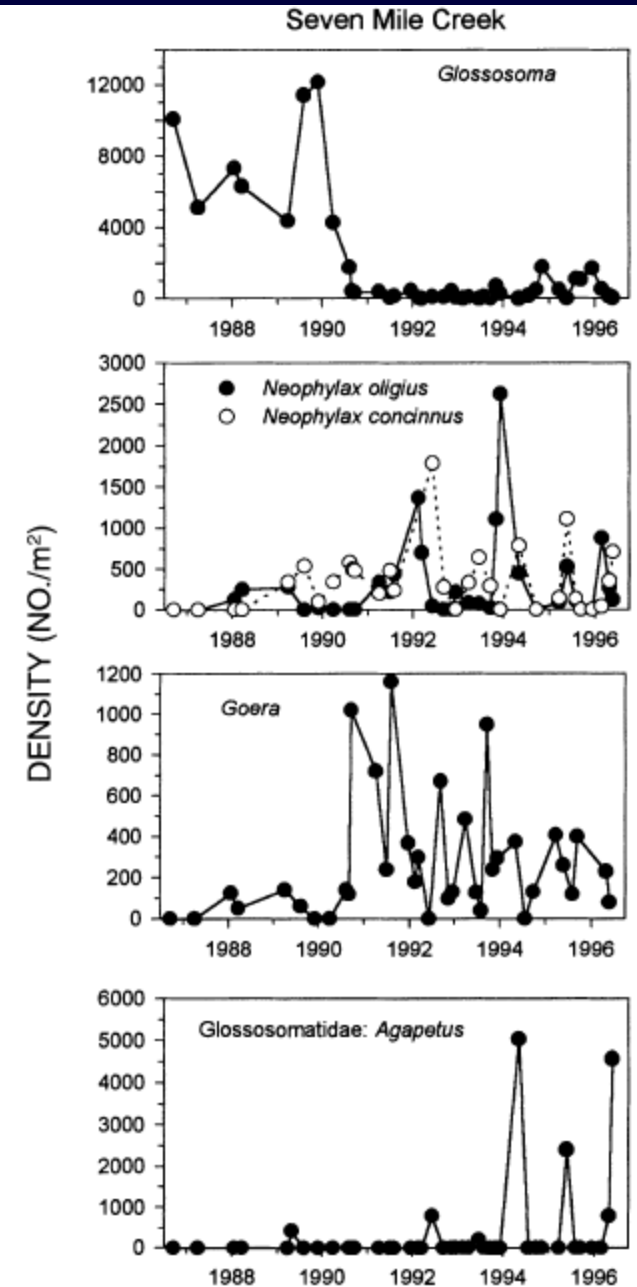 Seven Mile Creek
DENSITY (NO./m²)
Glossosoma
12000
8000
4000
0
1988 1990 1992 1994 1996
3000
2500
2000
1500
1000
500
0
Neophylax oligius
Neophylax concinnus
1988 1990 1992 1994 1996
1200
1000
800
600
400
200
0
Goera
1988 1990 1992 1994 1996
6000
5000
4000
3000
2000
1000
0
Glossosomatidae: Agapetus
1988 1990 1992 1994 1996